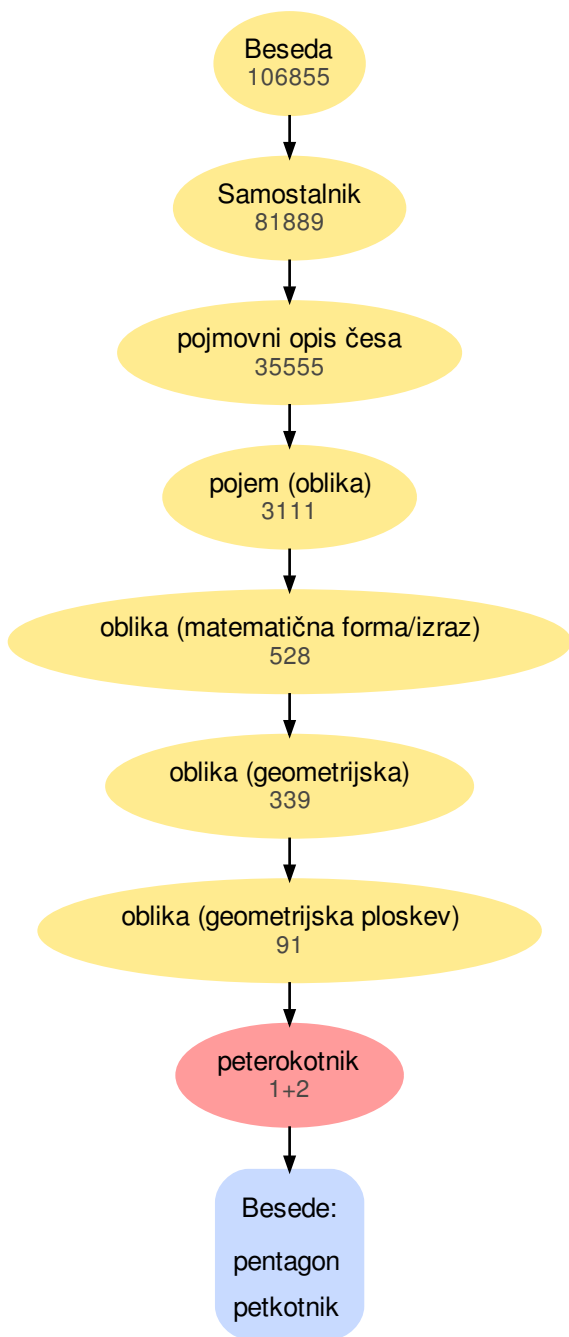 Beseda
106855
Samostalnik
81889
pojmovni opis česa
35555
pojem (oblika)
3111
oblika (matematična forma/izraz)
528
oblika (geometrijska)
339
oblika (geometrijska ploskev)
91
peterokotnik
1+2
Besede:
pentagon
petkotnik